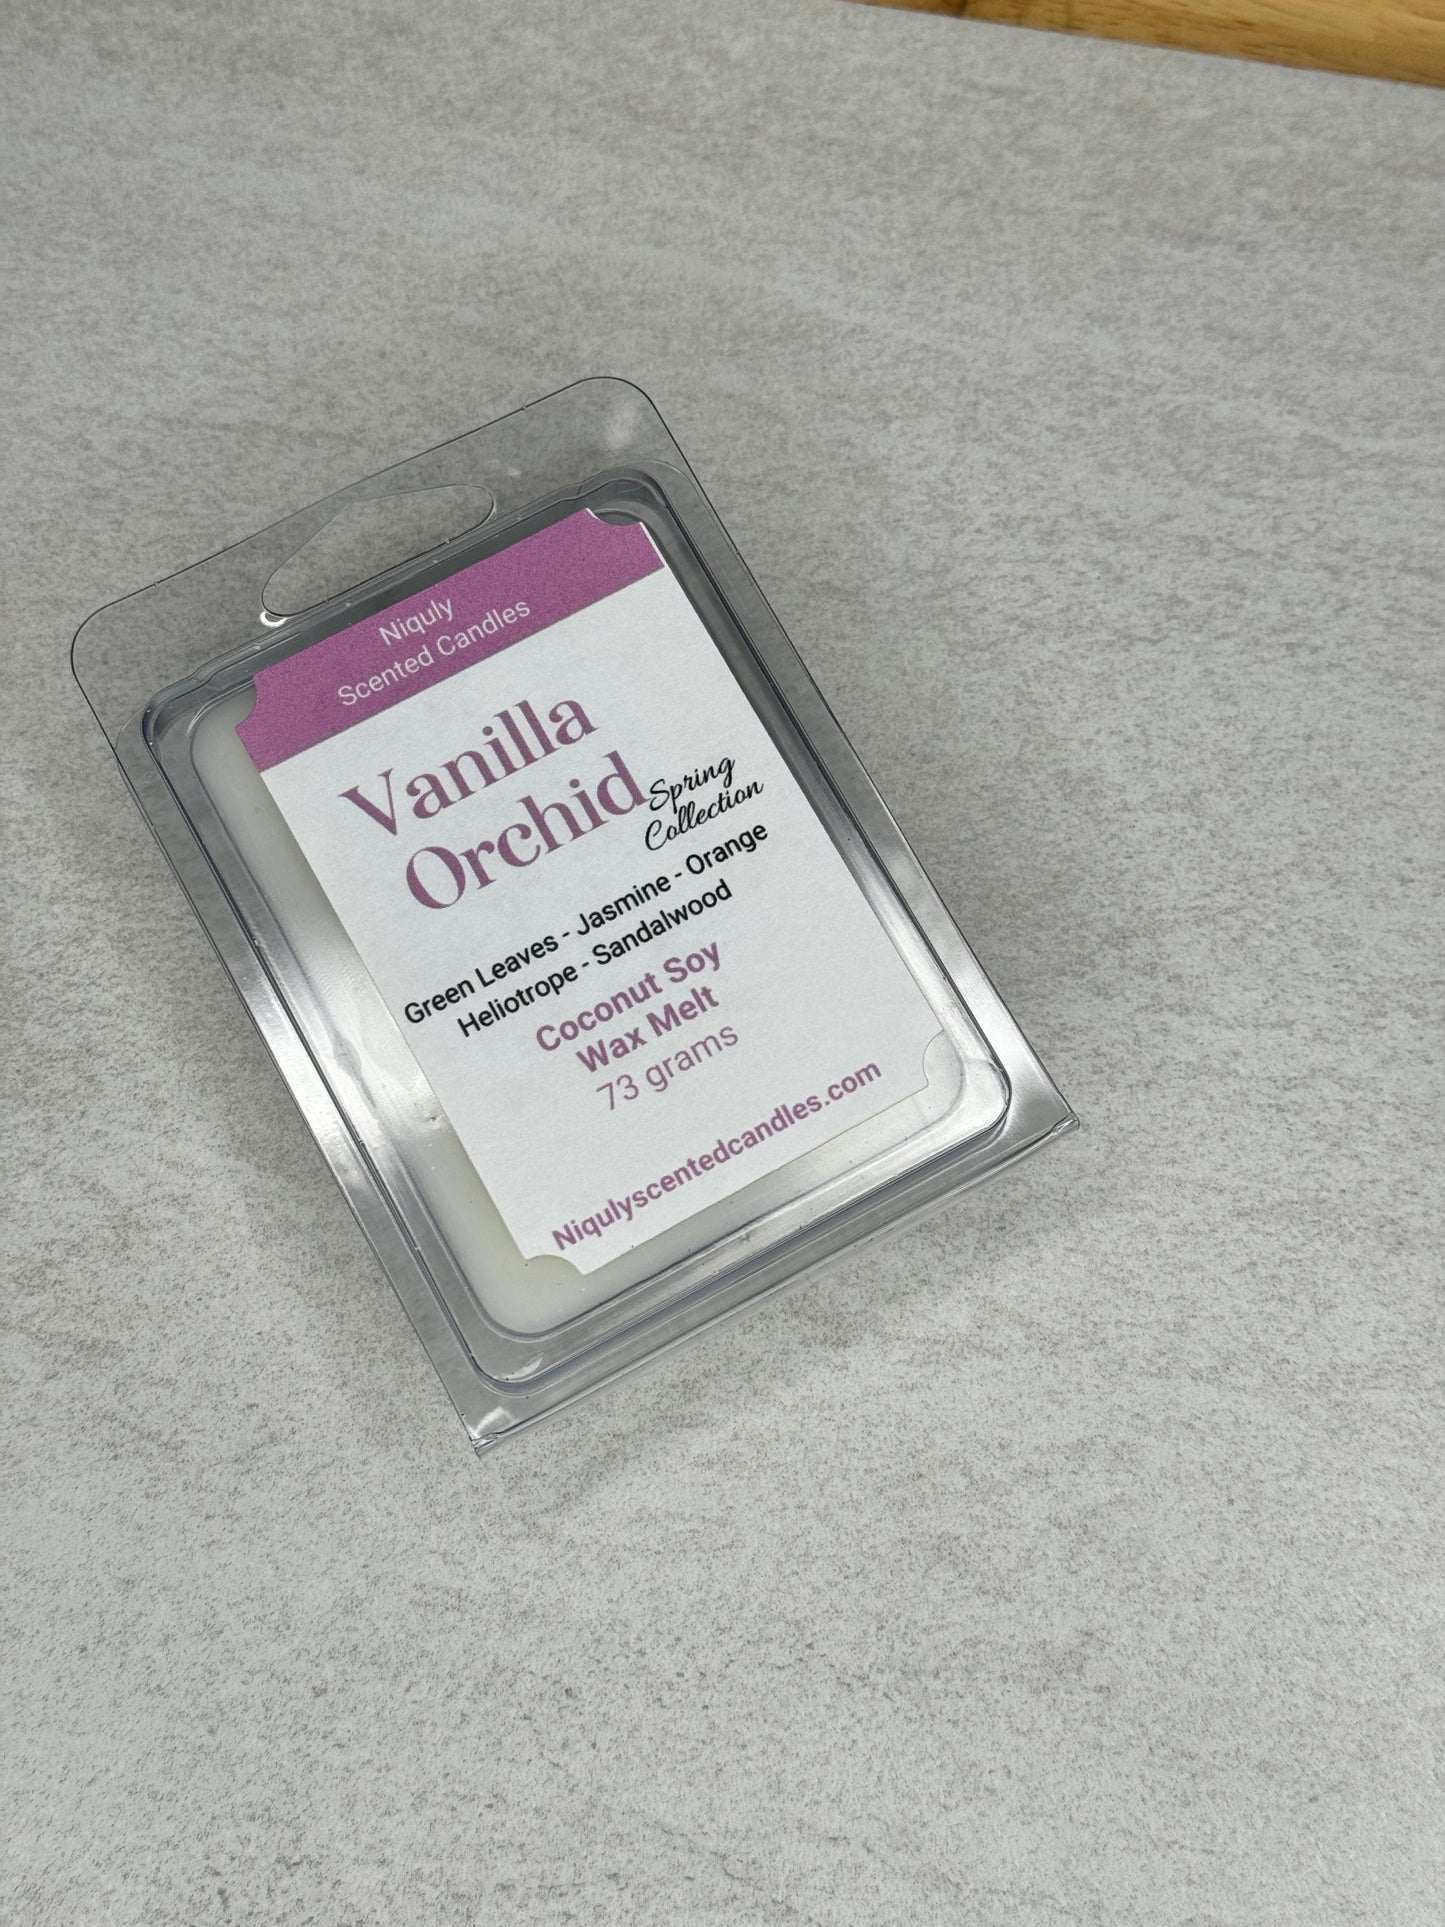 Niquly
Scented Candles
Vanilla
Orchid
Spring
Collection
Green Leaves - Jasmine - Orange
Heliotrope - Sandalwood
Coconut Soy
Wax Melt
73 grams
Niqulyscentedcandles.com